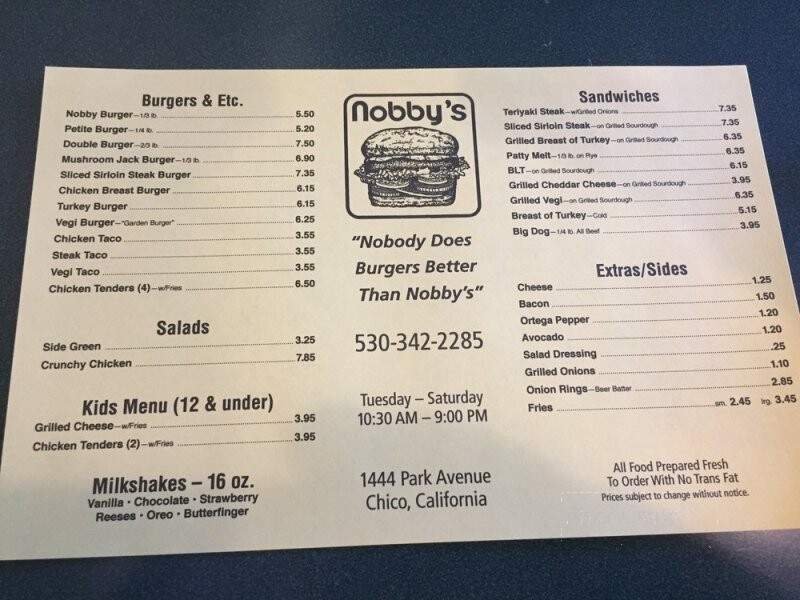 Burgers & Etc.
Nobby Burger—1/3 lb. 5.50
Petite Burger—1/4 lb. 5.20
Double Burger—2/3 lb. 7.50
Mushroom Jack Burger—1/3 lb. 6.90
Sliced Sirloin Steak Burger 7.35
Chicken Breast Burger 6.15
Turkey Burger 6.15
Vegi Burger—"Garden Burger" 6.25
Chicken Taco 3.55
Steak Taco 3.55
Vegi Taco 3.55
Chicken Tenders (4)—w/Fries 6.50
Salads
Side Green 3.25
Crunchy Chicken 7.85
Kids Menu (12 & under)
Grilled Cheese—w/Fries 3.95
Chicken Tenders (2)—w/Fries 3.95
Milkshakes – 16 oz.
Vanilla • Chocolate • Strawberry
Reeses • Oreo • Butterfinger
nobby's
"Nobody Does
Burgers Better
Than Nobby's"
530-342-2285
Tuesday – Saturday
10:30 AM – 9:00 PM
1444 Park Avenue
Chico, California
Sandwiches
Teriyaki Steak—w/Grilled Onions 7.35
Sliced Sirloin Steak—on Grilled Sourdough 7.35
Grilled Breast of Turkey—on Grilled Sourdough 6.35
Patty Melt—1/3 lb. on Rye 6.35
BLT—on Grilled Sourdough 6.15
Grilled Cheddar Cheese—on Grilled Sourdough 3.95
Grilled Vegi—on Grilled Sourdough 6.35
Breast of Turkey—Cold 5.15
Big Dog—1/4 lb. All Beef 3.95
Extras/Sides
Cheese 1.25
Bacon 1.50
Ortega Pepper 1.20
Avocado 1.20
Salad Dressing .25
Grilled Onions 1.10
Onion Rings—Beer Batter 2.85
Fries sm. 2.45 lrg. 3.45
All Food Prepared Fresh
To Order With No Trans Fat
Prices subject to change without notice.